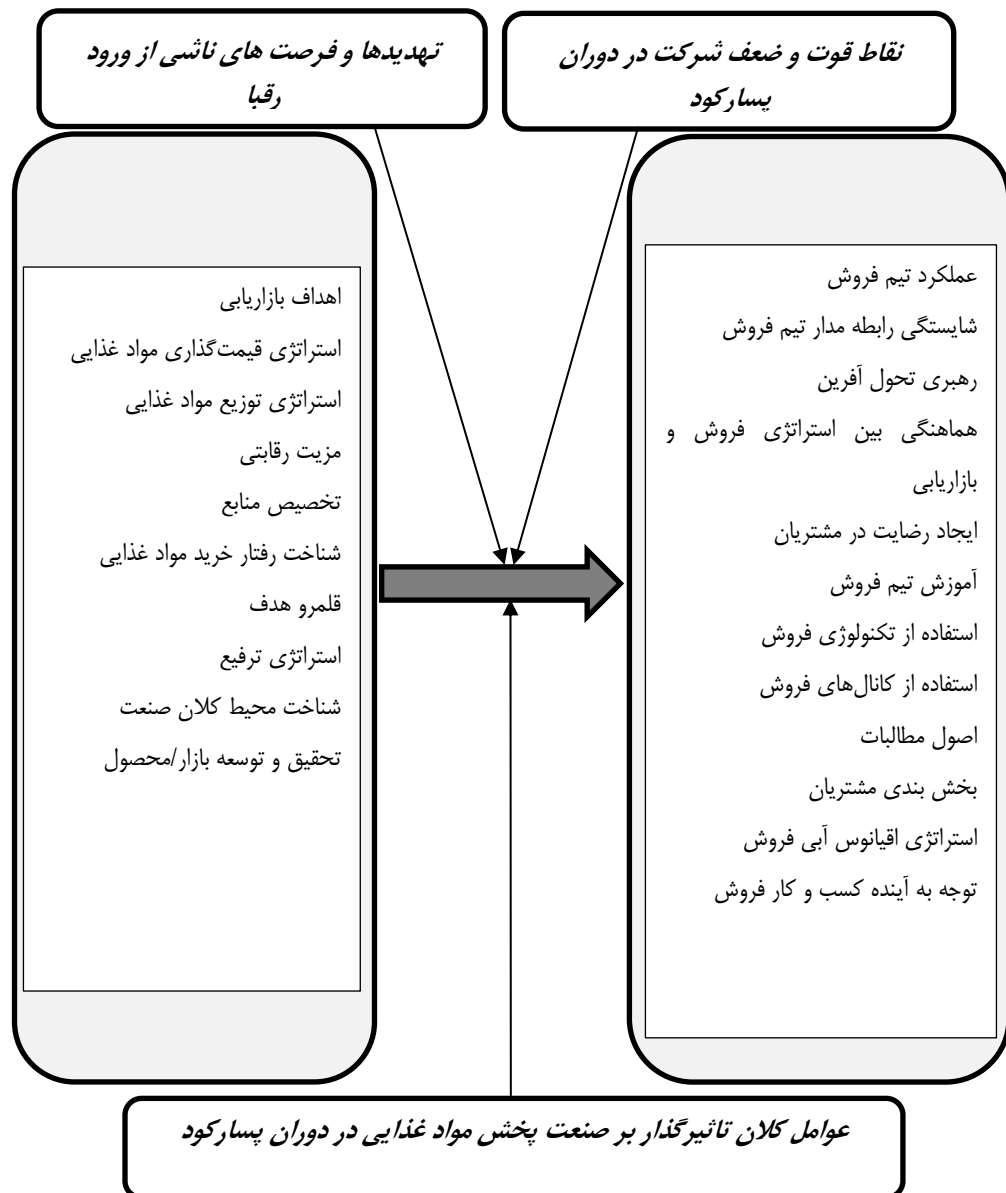 نقاط قوت و ضعف شرکت در دوران
پسارکود
تهدیدها و فرصت های ناشی از ورود
رقبا
عملکرد تیم فروش
شایستگی رابطه مدار تیم فروش
رهبری تحول آفرین
هماهنگی بین استراتژی فروش و
بازاریابی
ایجاد رضایت در مشتریان
آموزش تیم فروش
استفاده از تکنولوژی فروش
استفاده از کانال‌های فروش
اصول مطالبات
بخش بندی مشتریان
استراتژی اقیانوس آبی فروش
توجه به آینده کسب و کار فروش
اهداف بازاریابی
استراتژی قیمت‌گذاری مواد غذایی
استراتژی توزیع مواد غذایی
مزیت رقابتی
تخصیص منابع
شناخت رفتار خرید مواد غذایی
قلمرو هدف
استراتژی ترفیع
شناخت محیط کلان صنعت
تحقیق و توسعه بازار/محصول
عوامل کلان تاثیرگذار بر صنعت پخش مواد غذایی در دوران پسارکود